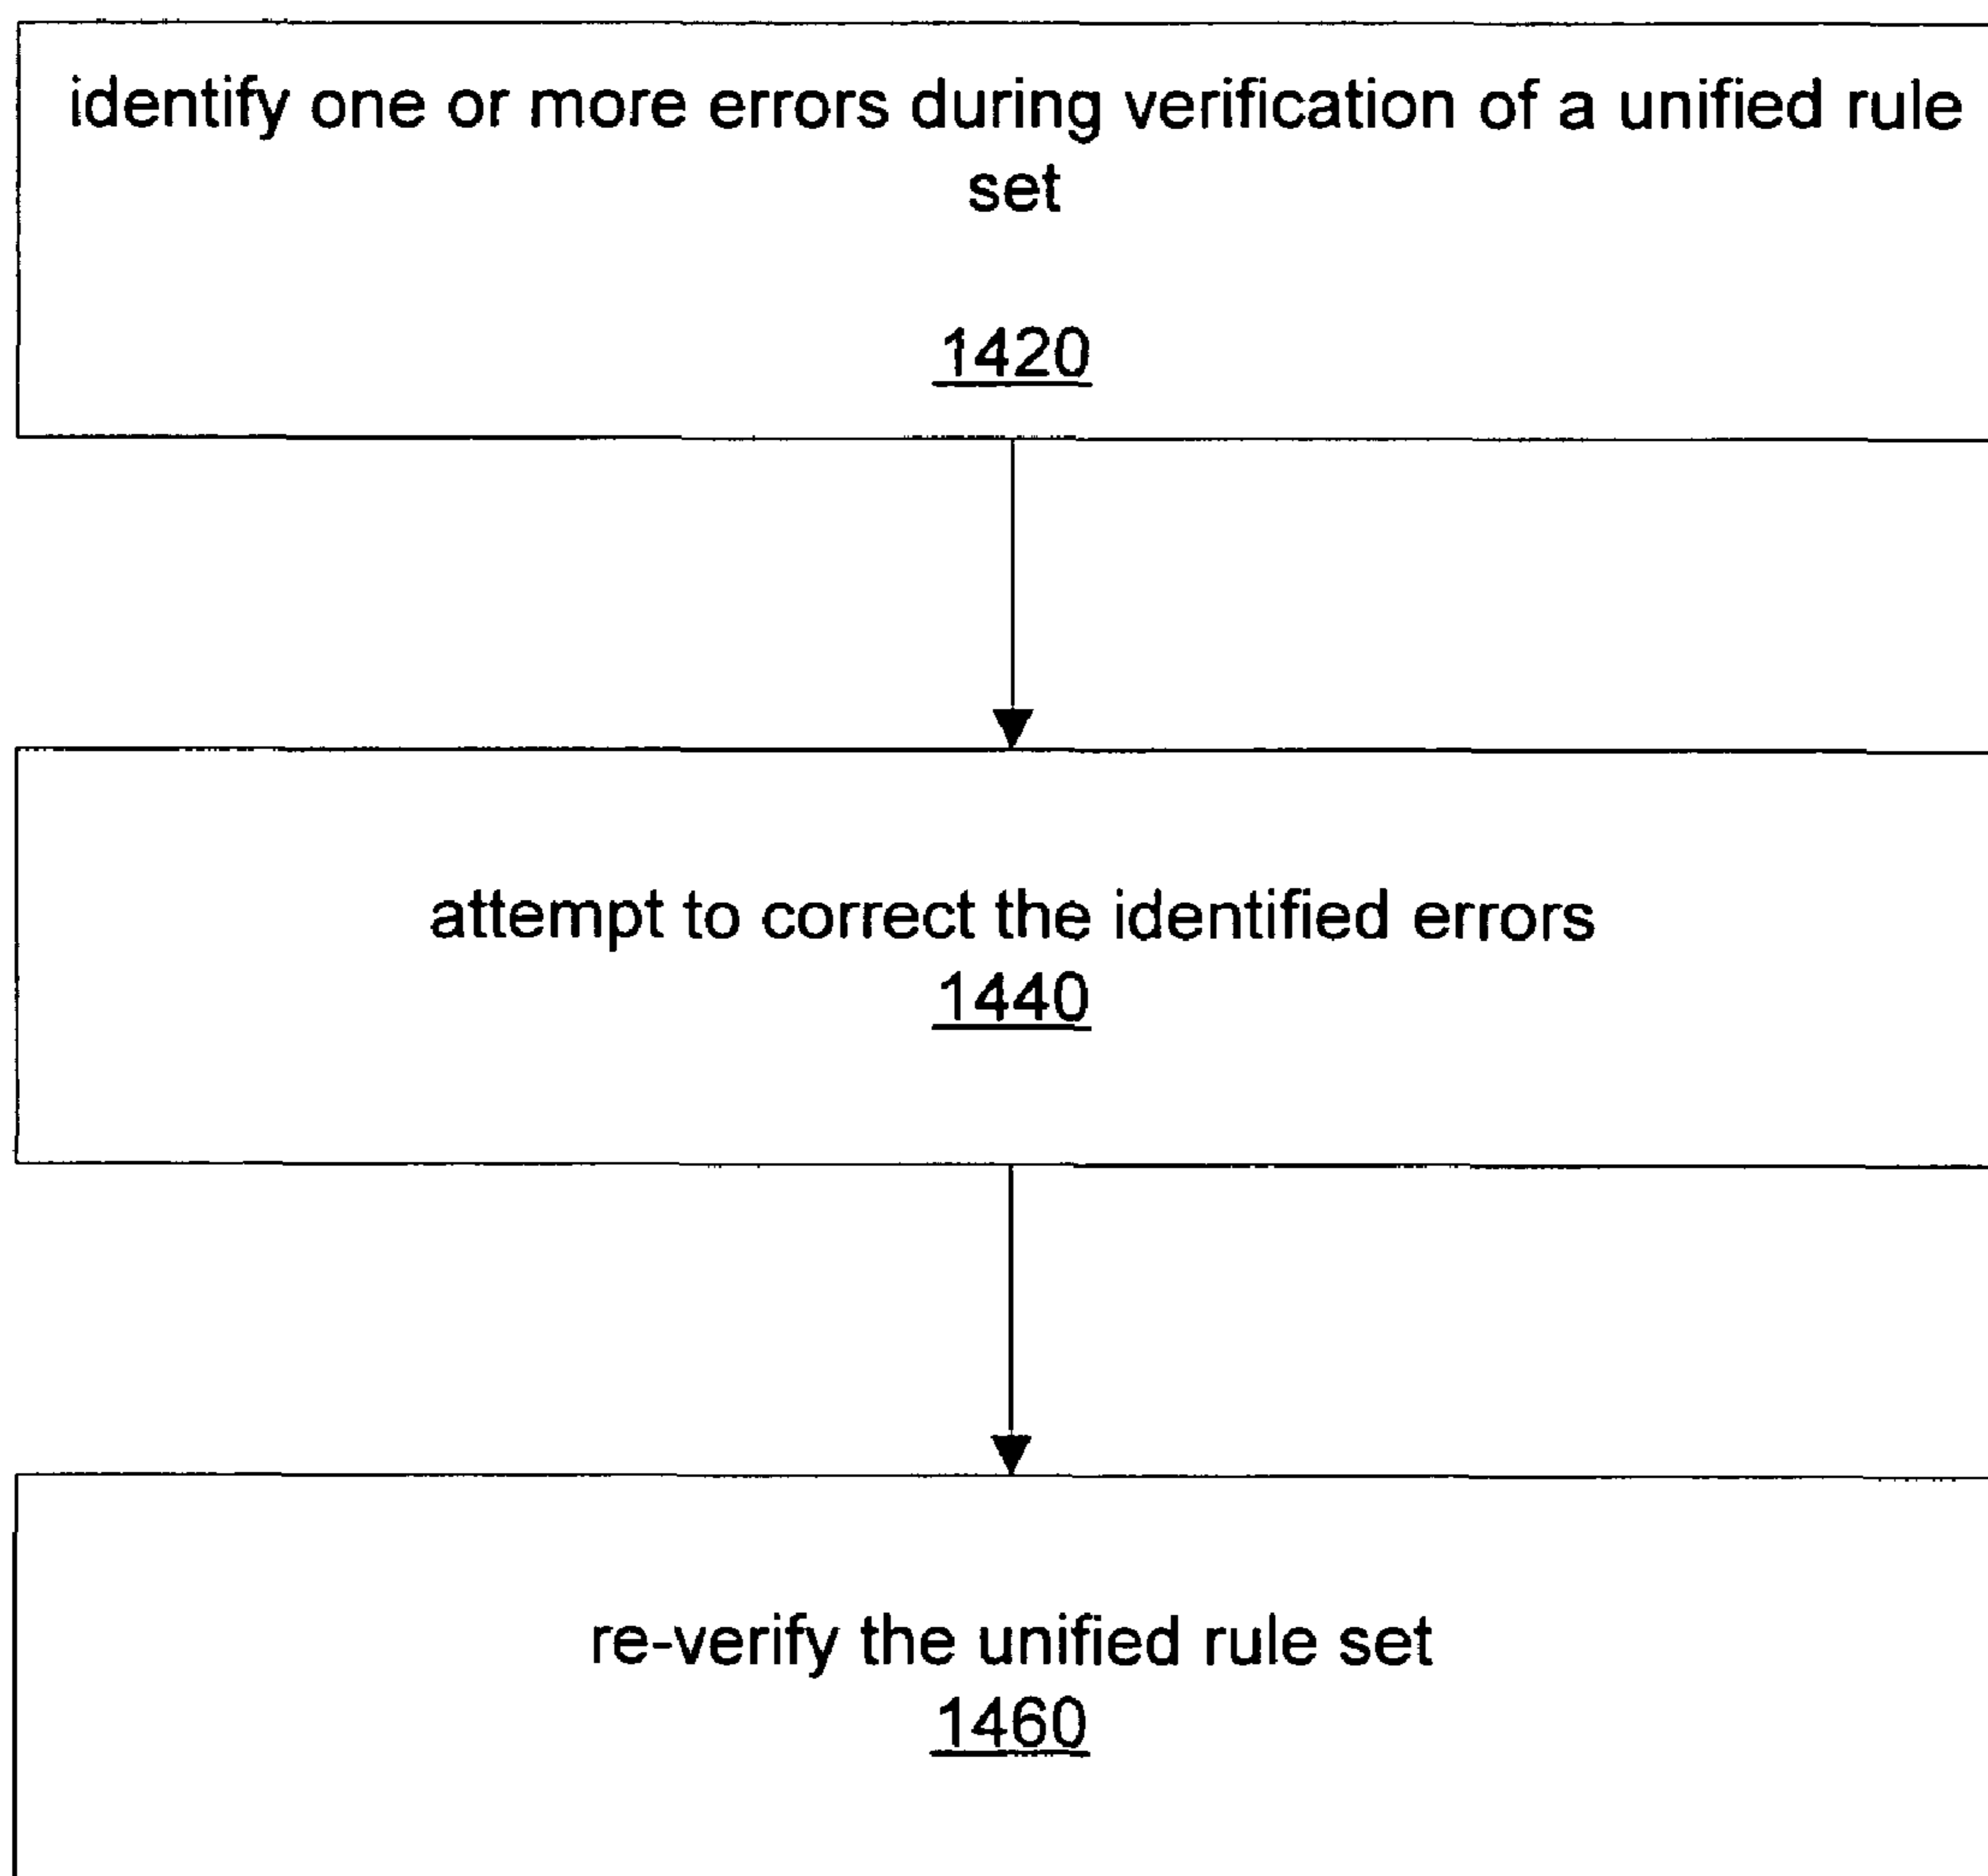 identify one or more errors during verification of a unified rule
set
1420
attempt to correct the identified errors
1440
re-verify the unified rule set
1460